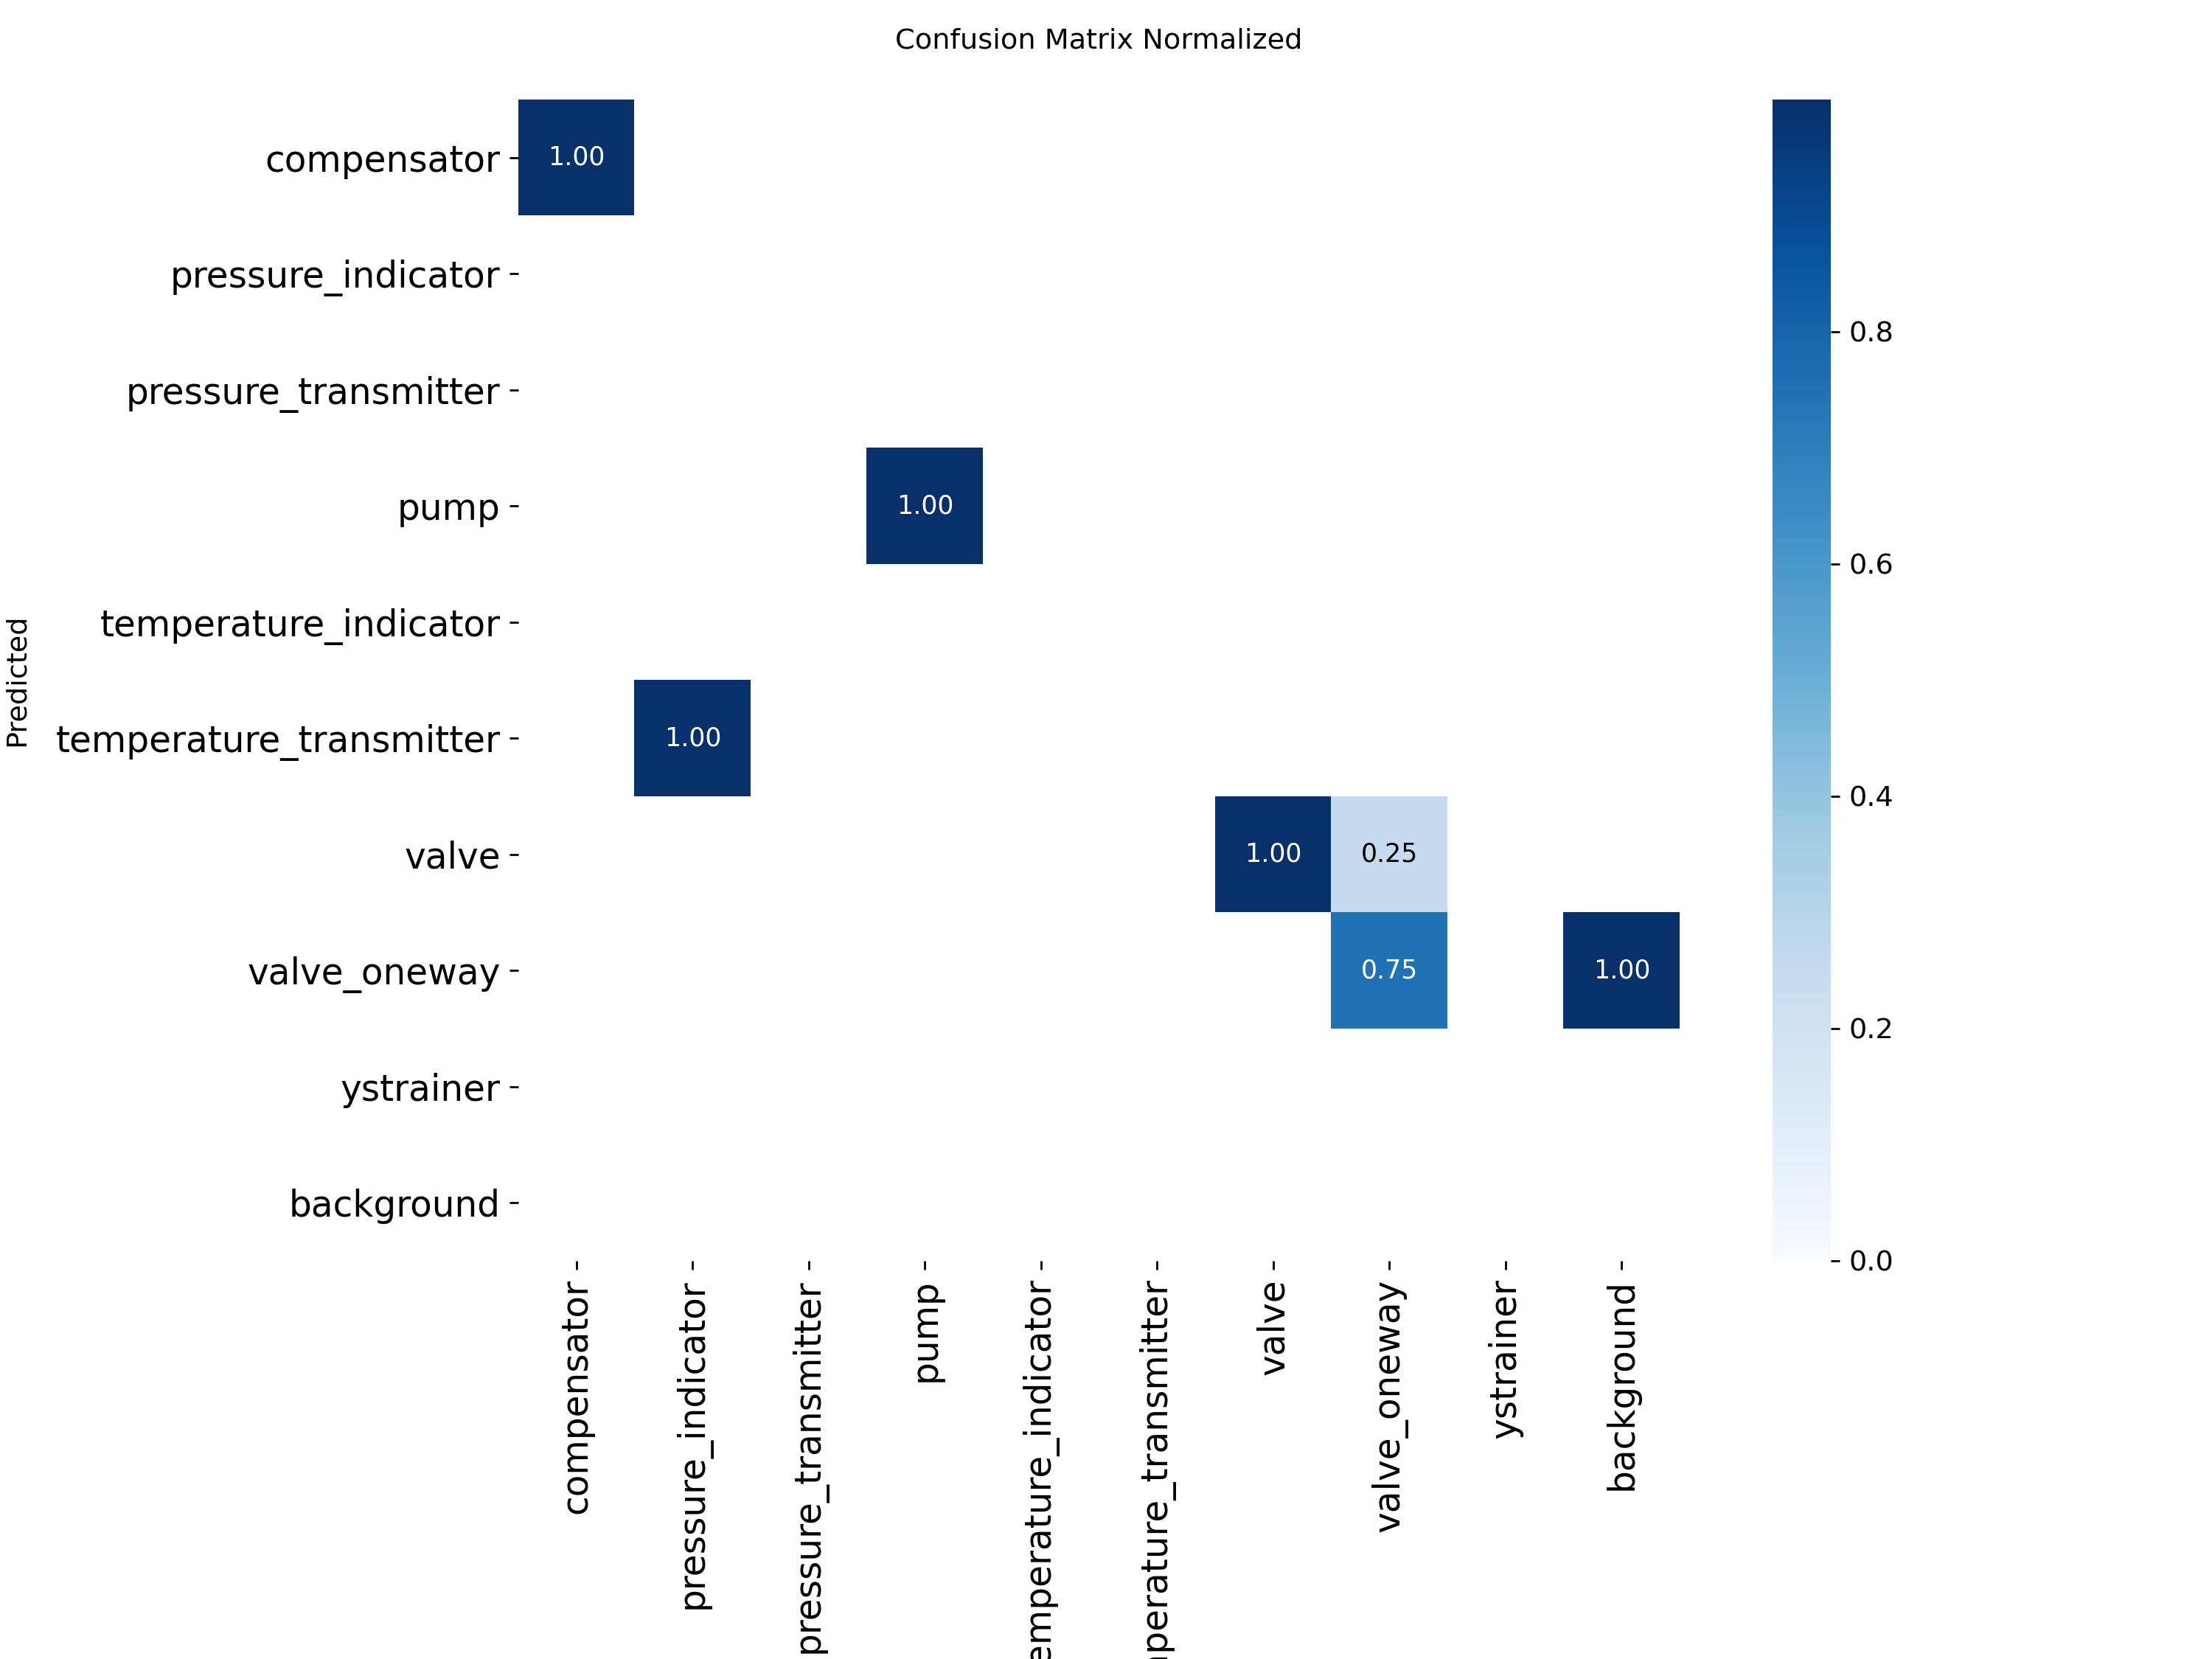 Confusion Matrix Normalized
compensator
pressure_indicator
pressure_transmitter
pump
temperature_indicator
temperature_transmitter
valve
valve_oneway
ystrainer
background
Predicted
1.00
1.00
1.00
1.00 0.25
0.75 1.00
0.8
0.6
0.4
0.2
0.0
compensator
pressure_indicator
pressure_transmitter
pump
emperature_indicator
perature_transmitter
valve
valve_oneway
ystrainer
background